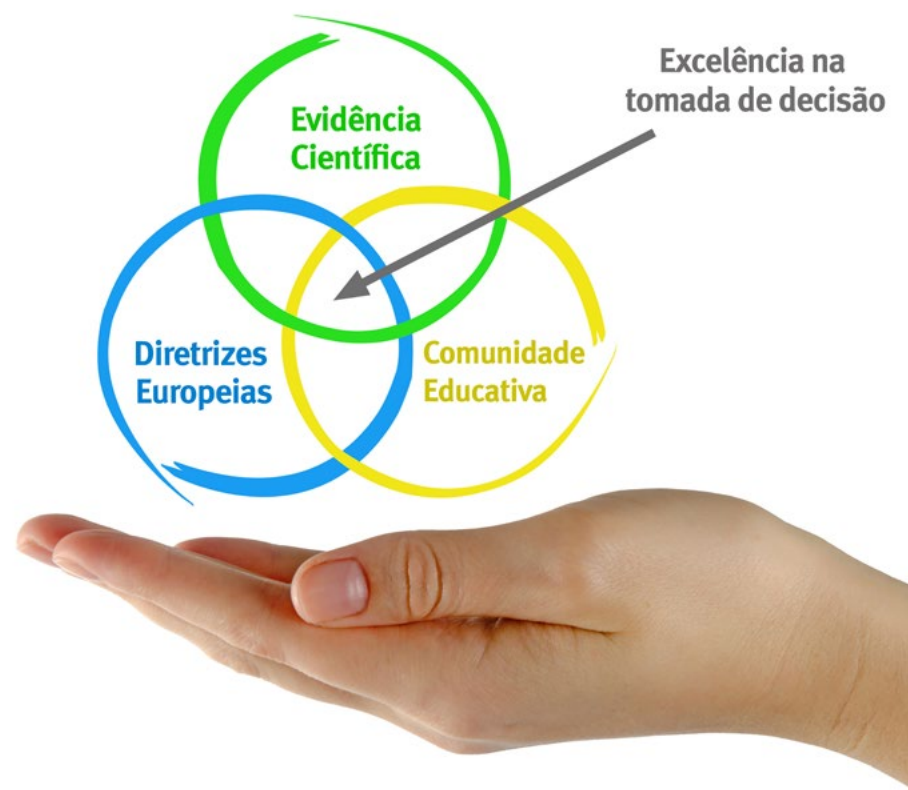 Excelência na
tomada de decisão
Evidência
Científica
Diretrizes
Europeias
Comunidade
Educativa